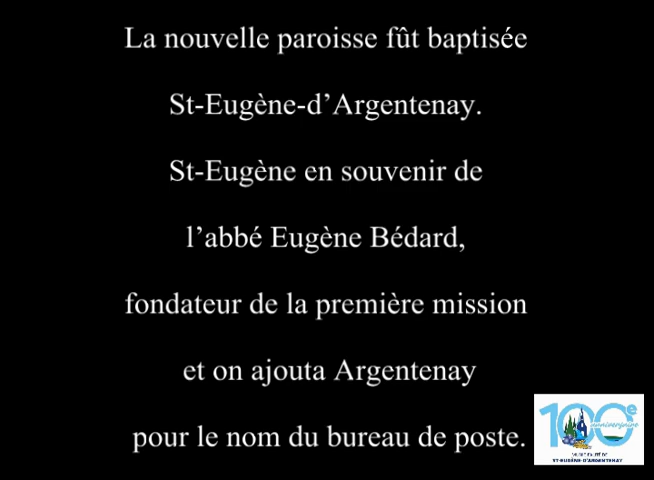 La nouvelle paroisse fût baptisée
St-Eugène-d’Argentenay.
St-Eugène en souvenir de
l’abbé Eugène Bédard,
fondateur de la première mission
et on ajouta Argentenay
pour le nom du bureau de poste.
100e
anniversaire
ST-EUGÈNE-D'ARGENTENAY